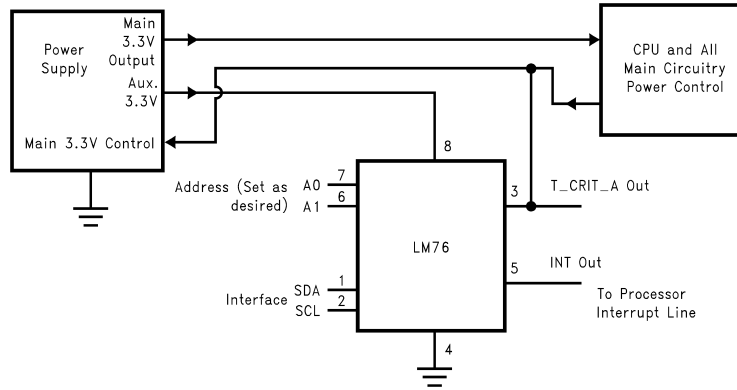 Main
3.3V
Output
Power
Supply
Aux.
3.3V
Main 3.3V Control
CPU and All
Main Circuitry
Power Control
8
Address (Set as
desired)
A0
7
A1
6
3
T_CRIT_A Out
LM76
5
INT Out
To Processor
Interrupt Line
Interface
SDA
1
SCL
2
4